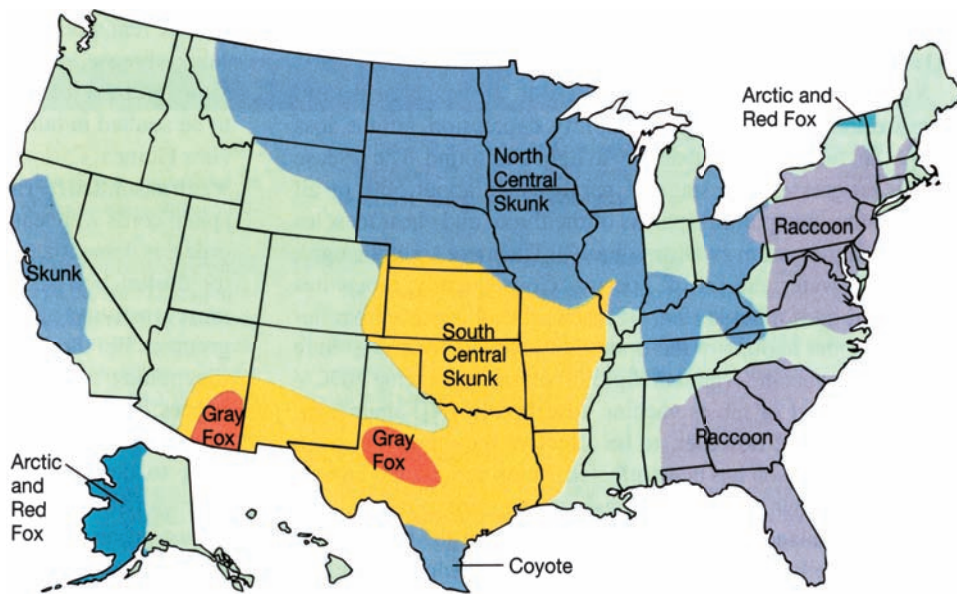 Arctic and
Red Fox
North
Central
Skunk
Raccoon
Skunk
South
Central
Skunk
Gray
Fox
Gray
Fox
Raccoon
Arctic
and
Red
Fox
Coyote